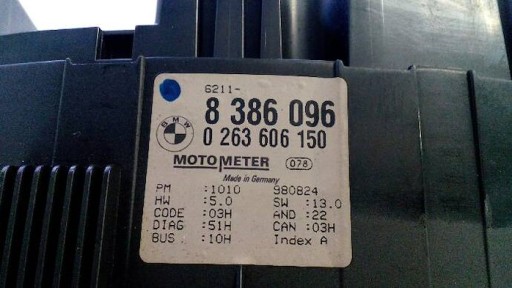 6211-
8 386 096
BMW
0 263 606 150
MOTOMETER 078
Made in Germany
PM :1010 980824
HW :5.0 SW :13.0
CODE :03H AND :22
DIAG :51H CAN :03H
BUS :10H Index A